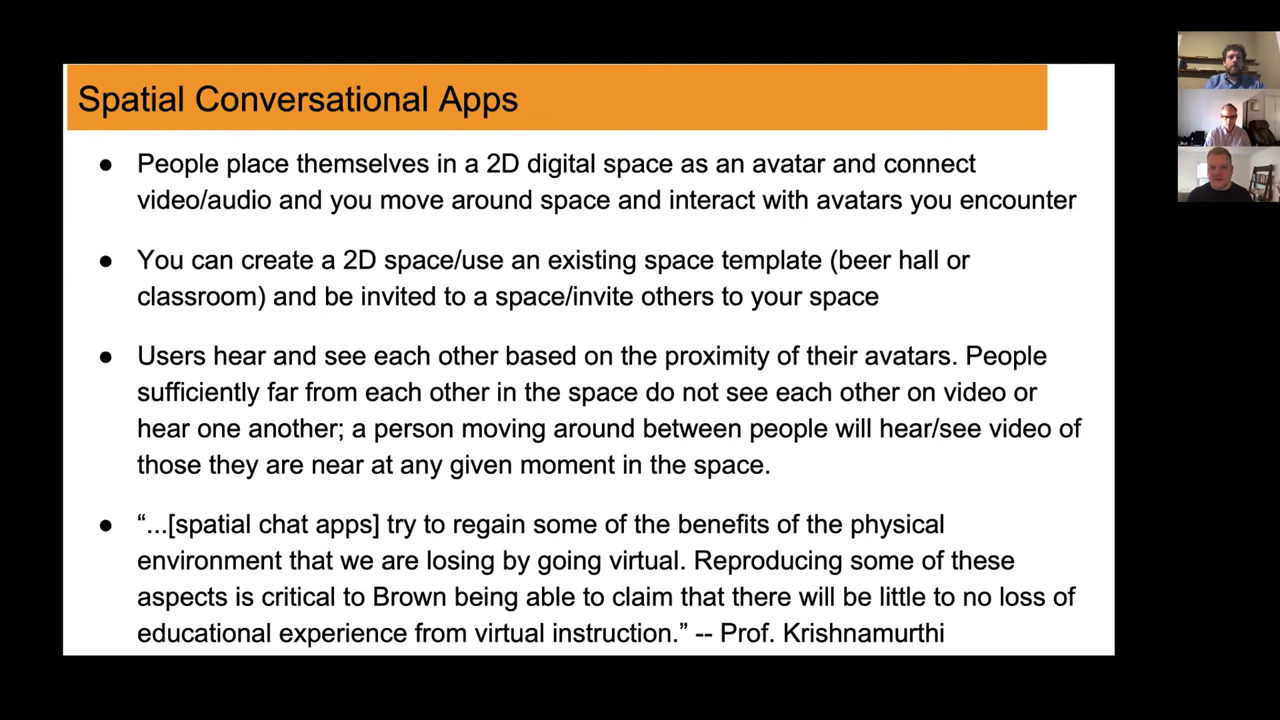 Spatial Conversational Apps
● People place themselves in a 2D digital space as an avatar and connect
video/audio and you move around space and interact with avatars you encounter
● You can create a 2D space/use an existing space template (beer hall or
classroom) and be invited to a space/invite others to your space
● Users hear and see each other based on the proximity of their avatars. People
sufficiently far from each other in the space do not see each other on video or
hear one another; a person moving around between people will hear/see video of
those they are near at any given moment in the space.
● “...[spatial chat apps] try to regain some of the benefits of the physical
environment that we are losing by going virtual. Reproducing some of these
aspects is critical to Brown being able to claim that there will be little to no loss of
educational experience from virtual instruction.” -- Prof. Krishnamurthi